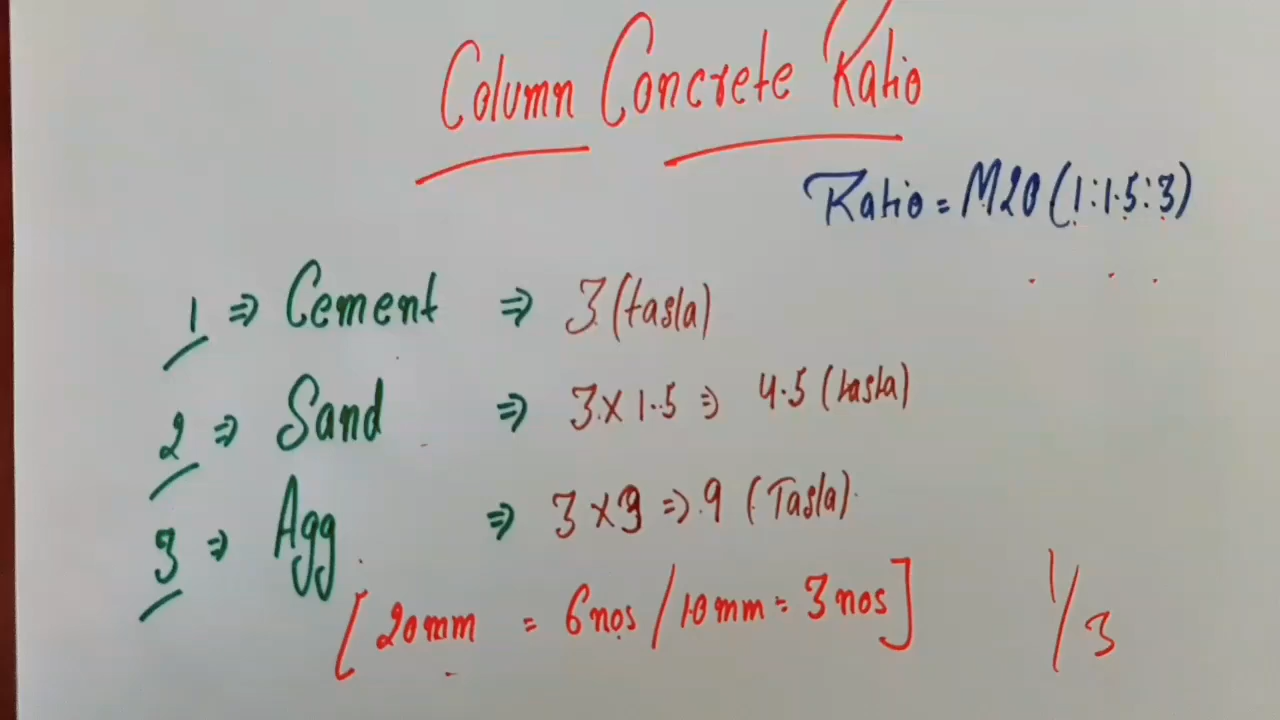 Column Concrete Ratio
Ratio = M20 (1:1.5:3)
1 ⇒ Cement ⇒ 3 (tasla)
2 ⇒ Sand ⇒ 3 x 1.5 ⇒ 4.5 (tasla)
3 ⇒ Agg ⇒ 3 x 3 ⇒ 9 (Tasla)
[20mm = 6nos / 10mm = 3nos]
1/3